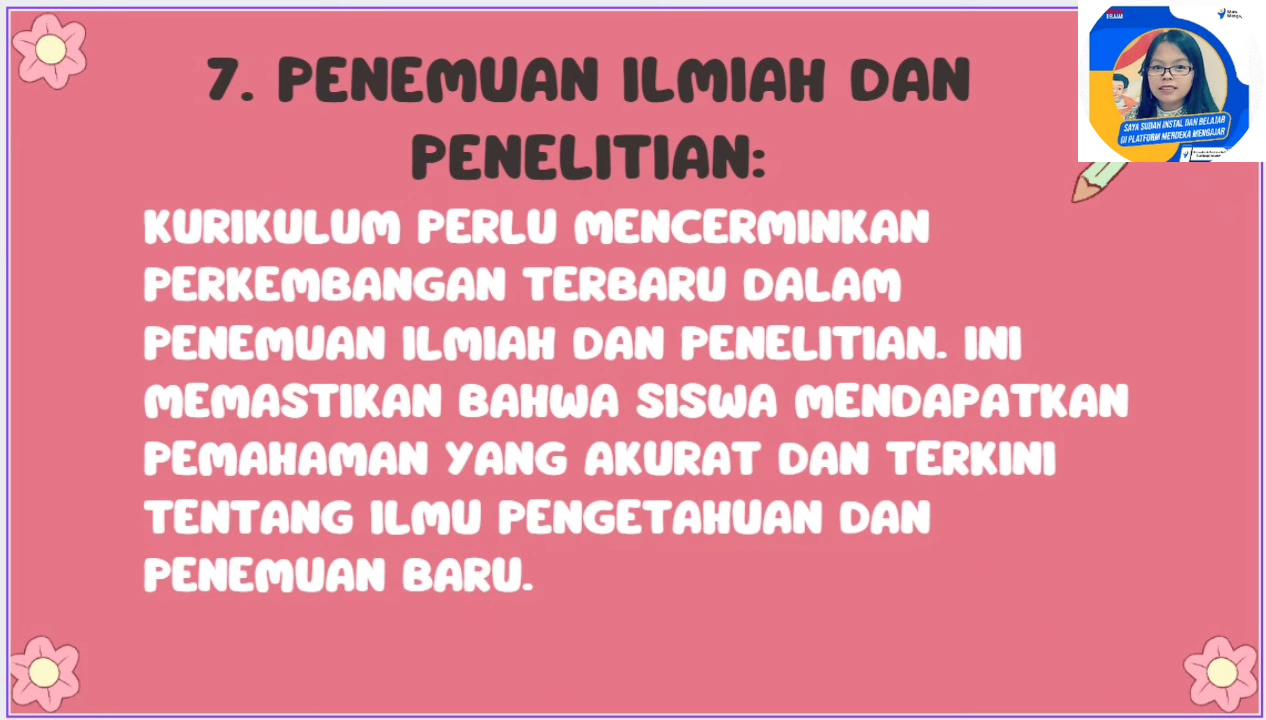 7. PENEMUAN ILMIAH DAN
PENELITIAN:
KURIKULUM PERLU MENCERMINKAN
PERKEMBANGAN TERBARU DALAM
PENEMUAN ILMIAH DAN PENELITIAN. INI
MEMASTIKAN BAHWA SISWA MENDAPATKAN
PEMAHAMAN YANG AKURAT DAN TERKINI
TENTANG ILMU PENGETAHUAN DAN
PENEMUAN BARU.
BELAJAR
SAYA SUDAH INSTAL DAN BELAJAR
DI PLATFORM MERDEKA MENGAJAR